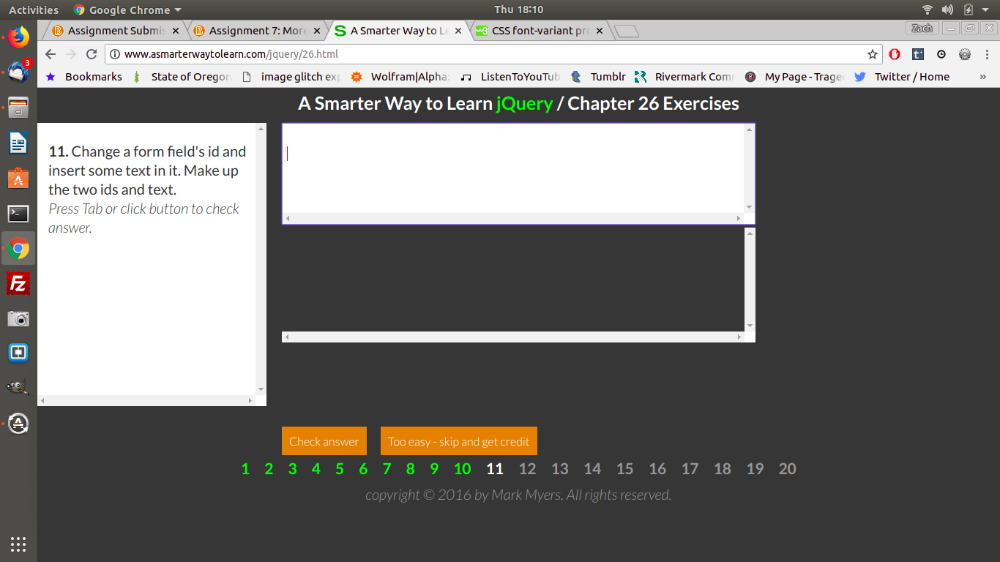 Activities Google Chrome Thu 18:10
Assignment Submis Assignment 7: More A Smarter Way to Le CSS font-variant pro Zach
www.asmarterwaytolearn.com/jquery/26.html
Bookmarks State of Oregon image glitch exp Wolfram|Alpha: ListenToYouTub Tumblr Rivermark Com My Page - Trage Twitter / Home »
3
A Smarter Way to Learn jQuery / Chapter 26 Exercises
11. Change a form field's id and
insert some text in it. Make up
the two ids and text.
Press Tab or click button to check
answer.
Check answer Too easy - skip and get credit
1 2 3 4 5 6 7 8 9 10 11 12 13 14 15 16 17 18 19 20
copyright © 2016 by Mark Myers. All rights reserved.